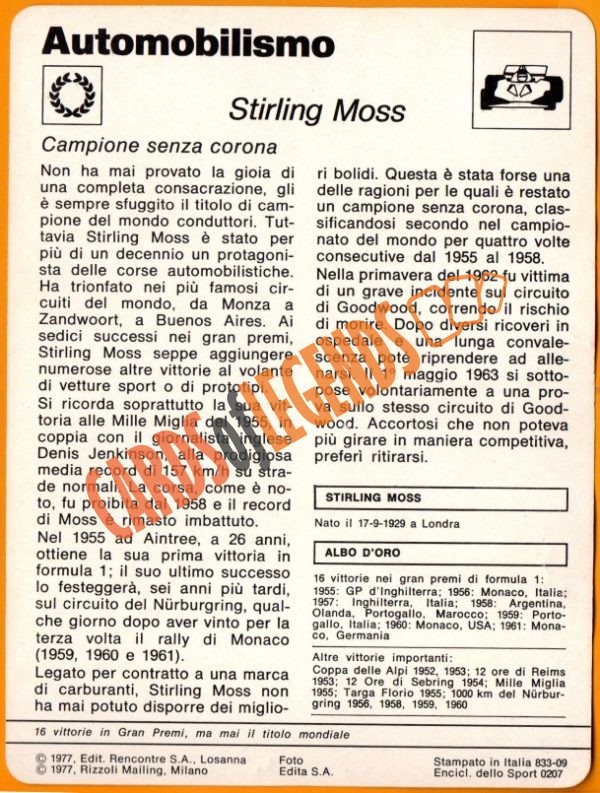 Automobilismo
Stirling Moss
Campione senza corona
Non ha mai provato la gioia di
una completa consacrazione, gli
è sempre sfuggito il titolo di cam-
pione del mondo conduttori. Tut-
tavia Stirling Moss è stato per
più di un decennio un protagoni-
sta delle corse automobilistiche.
Ha trionfato nei più famosi cir-
cuiti del mondo, da Monza a
Zandwoort, a Buenos Aires. Ai
sedici successi nei gran premi,
Stirling Moss seppe aggiungere
numerose altre vittorie al volante
di vetture sport o di prototipi.
Si ricorda soprattutto la sua vit-
toria alle Mille Miglia del 1955, in
coppia con il giornalista inglese
Denis Jenkinson, alla prodigiosa
media record di 157 km/h su stra-
de normali. La corsa, come è no-
to, fu proibita dal 1958 e il record
di Moss è rimasto imbattuto.
Nel 1955 ad Aintree, a 26 anni,
ottiene la sua prima vittoria in
formula 1; il suo ultimo successo
lo festeggerà, sei anni più tardi,
sul circuito del Nürburgring, qual-
che giorno dopo aver vinto per la
terza volta il rally di Monaco
(1959, 1960 e 1961).
Legato per contratto a una marca
di carburanti, Stirling Moss non
ha mai potuto disporre dei miglio-
ri bolidi. Questa è stata forse una
delle ragioni per le quali è restato
un campione senza corona, clas-
sificandosi secondo nel campio-
nato del mondo per quattro volte
consecutive dal 1955 al 1958.
Nella primavera del 1962 fu vittima
di un grave incidente sul circuito
di Goodwood, correndo il rischio
di morire. Dopo diversi ricoveri in
ospedale e una lunga convale-
scenza poté riprendere ad alle-
narsi. Il 1° maggio 1963 si sotto-
pose volontariamente a una pro-
va sullo stesso circuito di Good-
wood. Accortosi che non poteva
più girare in maniera competitiva,
preferì ritirarsi.
STIRLING MOSS
Nato il 17-9-1929 a Londra
ALBO D'ORO
16 vittorie nei gran premi di formula 1:
1955: GP d'Inghilterra; 1956: Monaco, Italia;
1957: Inghilterra, Italia; 1958: Argentina,
Olanda, Portogallo, Marocco; 1959: Porto-
gallo, Italia; 1960: Monaco, USA; 1961: Mona-
co, Germania
Altre vittorie importanti:
Coppa delle Alpi 1952, 1953; 12 ore di Reims
1953; 12 Ore di Sebring 1954; Mille Miglia
1955; Targa Florio 1955; 1000 km del Nürbur-
gring 1956, 1958, 1959, 1960
16 vittorie in Gran Premi, ma mai il titolo mondiale
© 1977, Edit. Rencontre S.A., Losanna
© 1977, Rizzoli Mailing, Milano
Foto
Edita S.A.
Stampato in Italia 833-09
Encicl. dello Sport 0207
CARDS OF LEGENDS